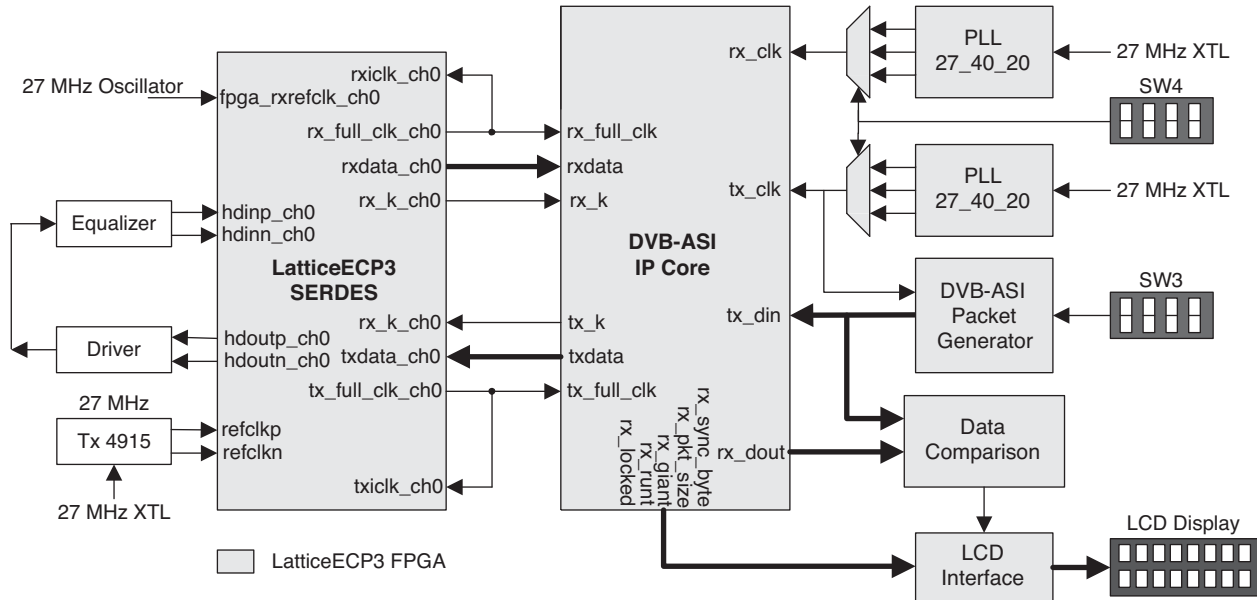 27 MHz Oscillator
rxiclk_ch0
fpga_rxrefclk_ch0
rx_full_clk_ch0
rxdata_ch0
rx_k_ch0
Equalizer
hdinp_ch0
hdinn_ch0
LatticeECP3
SERDES
rx_k_ch0
hdoutp_ch0
Driver
txdata_ch0
hdoutn_ch0
tx_full_clk_ch0
27 MHz
Tx 4915
refclkp
refclkn
txiclk_ch0
27 MHz XTL
LatticeECP3 FPGA
rx_clk
rx_full_clk
rxdata
tx_clk
rx_k
DVB-ASI
IP Core
tx_din
tx_k
txdata
tx_full_clk
rx_locked
rx_runt
rx_giant
rx_pkt_size
rx_sync_byte
rx_dout
PLL
27_40_20
27 MHz XTL
SW4
PLL
27_40_20
27 MHz XTL
DVB-ASI
Packet
Generator
SW3
Data
Comparison
LCD
Interface
LCD Display